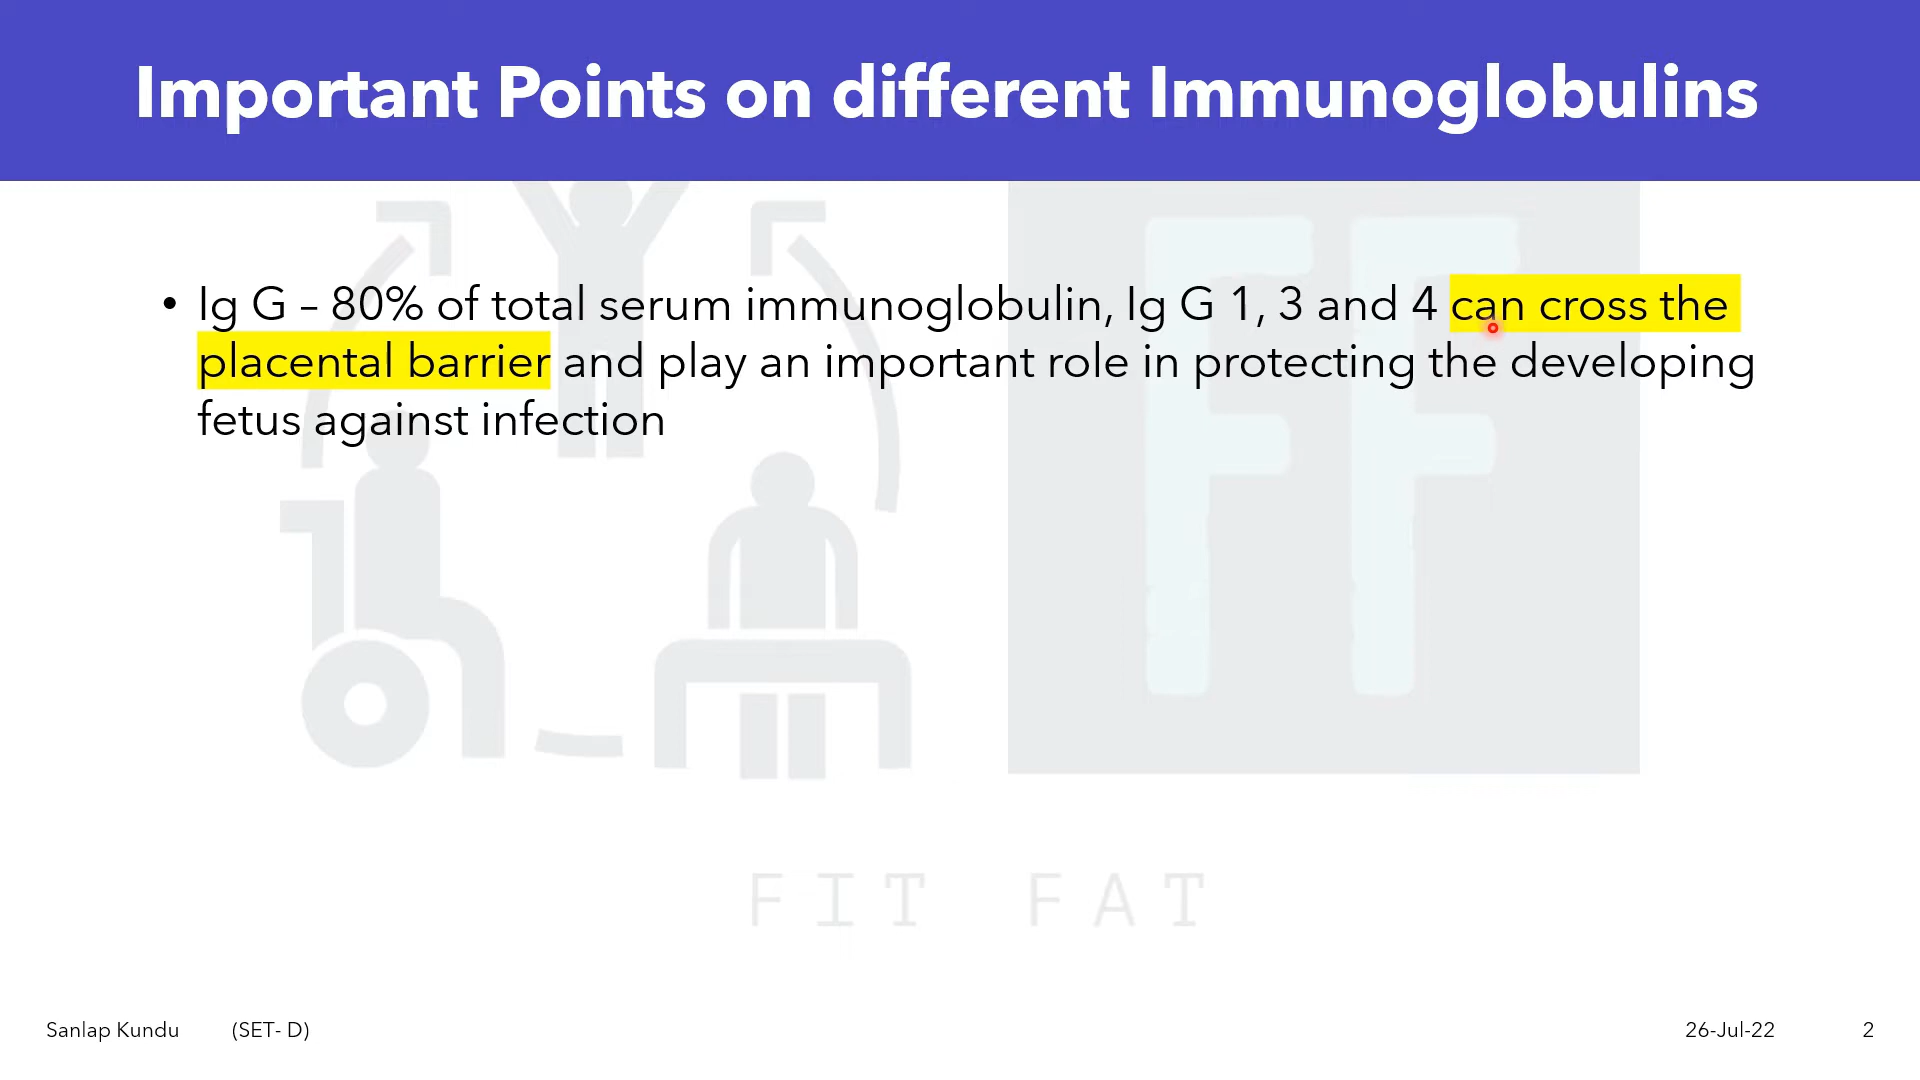 Important Points on different Immunoglobulins
• Ig G – 80% of total serum immunoglobulin, Ig G 1, 3 and 4 can cross the
placental barrier and play an important role in protecting the developing
fetus against infection
FF
FIT FAT
Sanlap Kundu (SET- D) 26-Jul-22 2